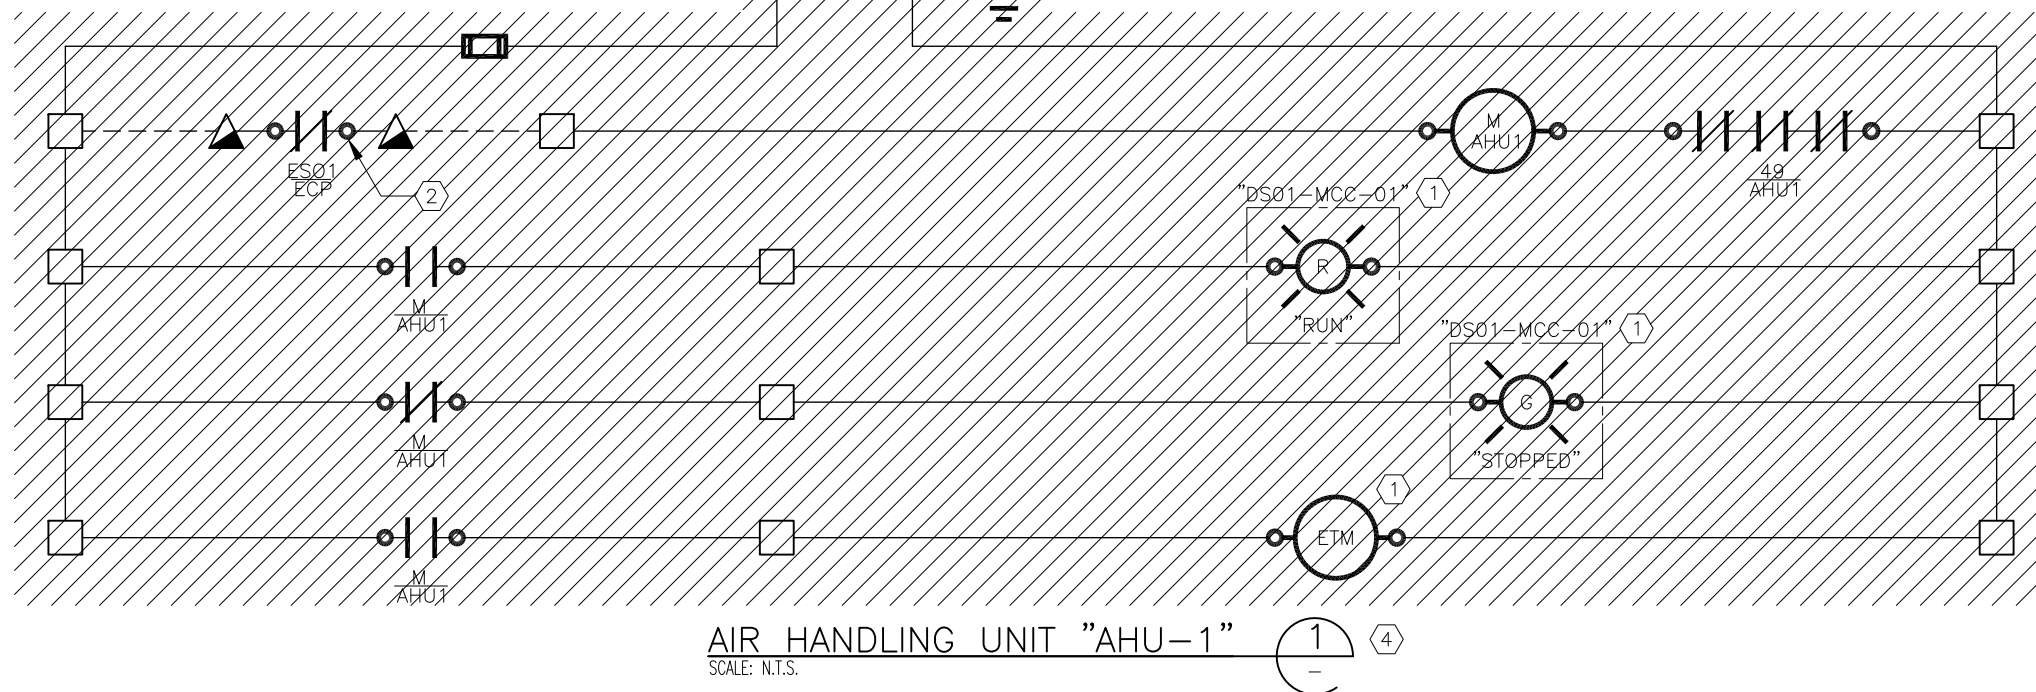 M
AHU1
ES01
ECP
2
49
AHU1
"DS01-MCC-01" 1
R
"RUN"
M
AHU1
"DS01-MCC-01" 1
G
"STOPPED"
M
AHU1
1
ETM
M
AHU1
AIR HANDLING UNIT "AHU-1" 1 4
SCALE: N.T.S. -